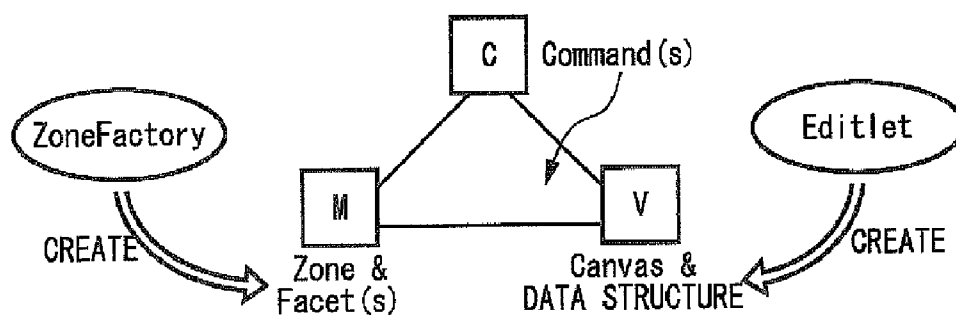 C
Command(s)
ZoneFactory
Editlet
M
V
CREATE
CREATE
Zone &
Facet(s)
Canvas &
DATA STRUCTURE